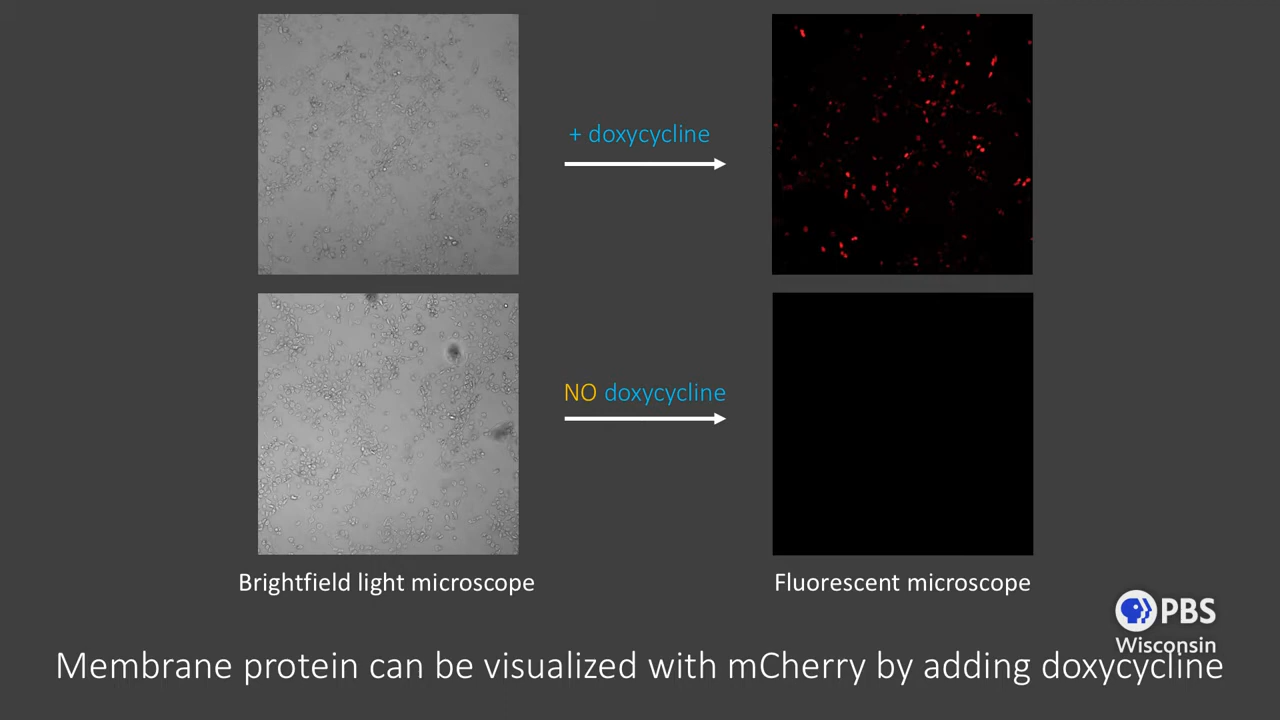 + doxycycline
NO doxycycline
Brightfield light microscope
Fluorescent microscope
PBS
Wisconsin
Membrane protein can be visualized with mCherry by adding doxycycline